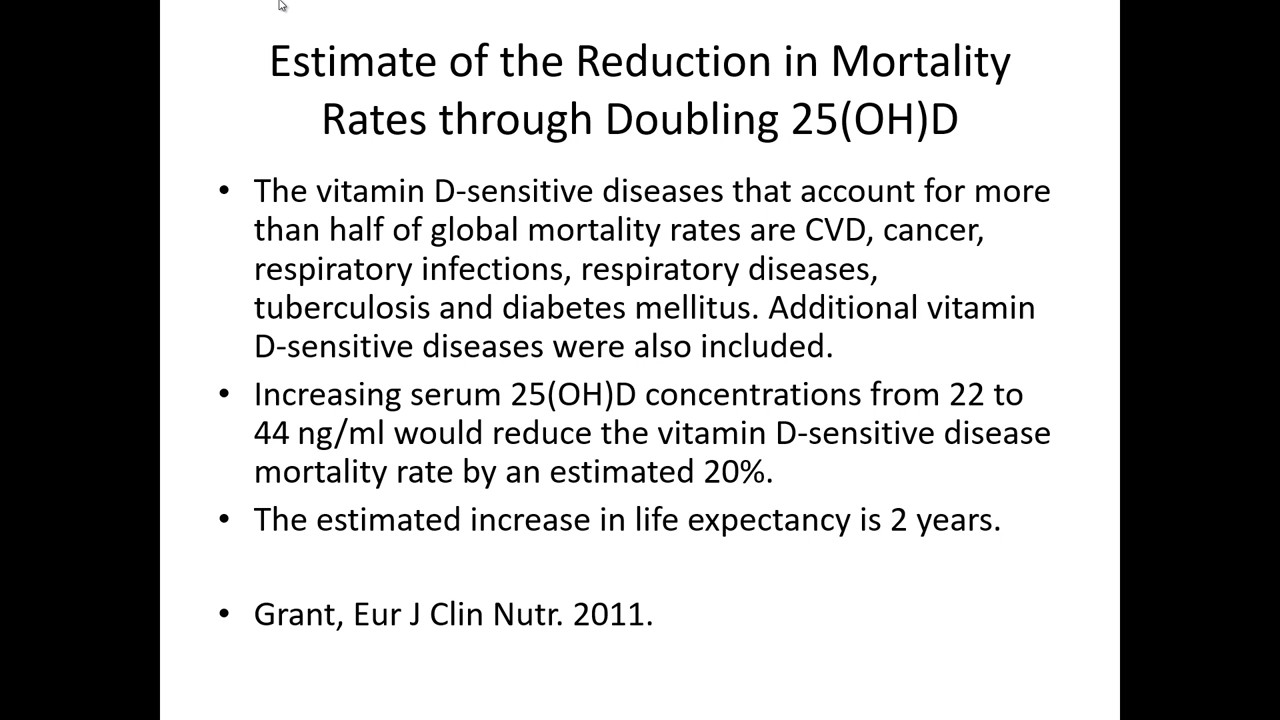 Estimate of the Reduction in Mortality
Rates through Doubling 25(OH)D
• The vitamin D-sensitive diseases that account for more
than half of global mortality rates are CVD, cancer,
respiratory infections, respiratory diseases,
tuberculosis and diabetes mellitus. Additional vitamin
D-sensitive diseases were also included.
• Increasing serum 25(OH)D concentrations from 22 to
44 ng/ml would reduce the vitamin D-sensitive disease
mortality rate by an estimated 20%.
• The estimated increase in life expectancy is 2 years.
• Grant, Eur J Clin Nutr. 2011.